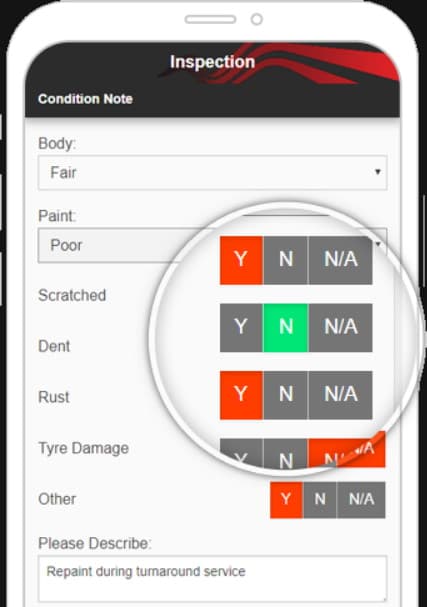 Inspection
Condition Note
Body:
Fair
Paint:
Poor
Scratched Y N N/A
Dent Y N N/A
Rust Y N N/A
Tyre Damage Y N N/A
Other Y N N/A
Please Describe:
Repaint during turnaround service